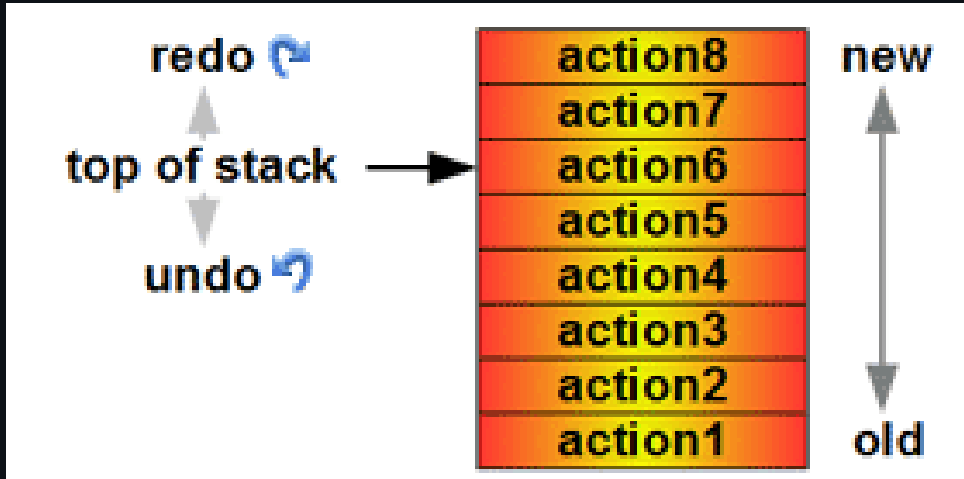 redo action8 new
action7
top of stack action6
action5
undo action4
action3
action2
action1 old